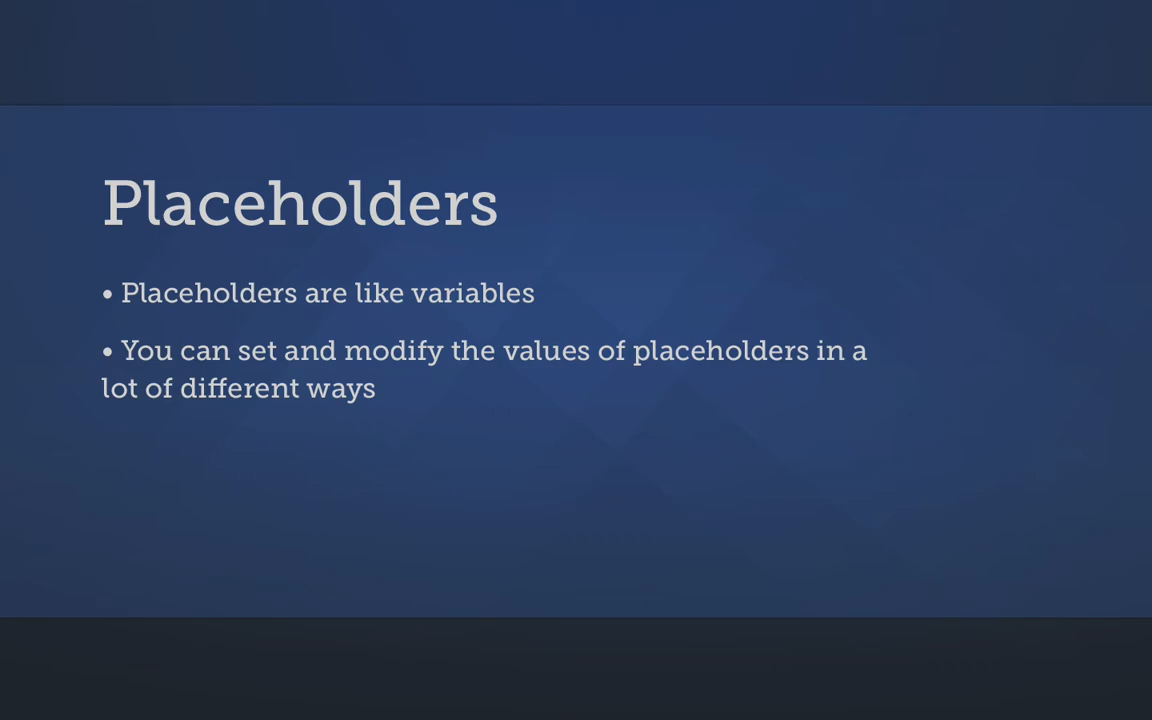 Placeholders
• Placeholders are like variables
• You can set and modify the values of placeholders in a
lot of different ways